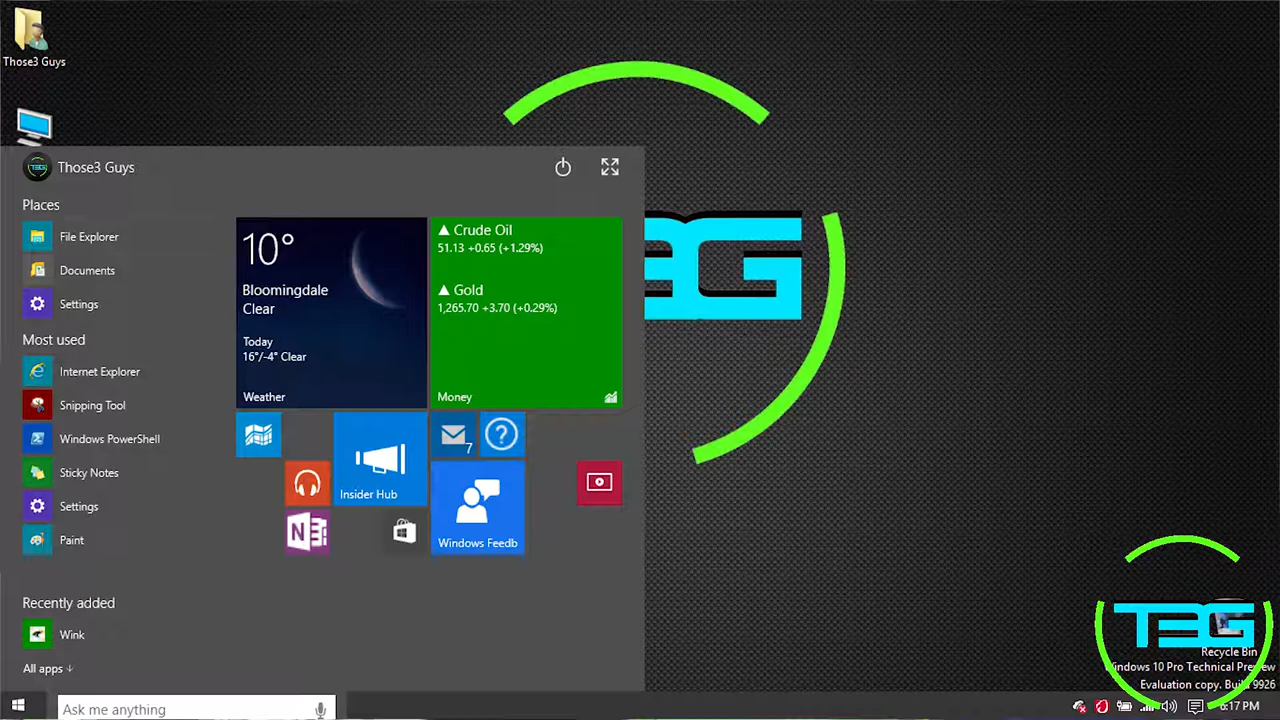 Those3 Guys
Those3 Guys
Places
File Explorer
Documents
Settings
Most used
Internet Explorer
Snipping Tool
Windows PowerShell
Sticky Notes
Settings
Paint
Recently added
Wink
All apps
10°
Bloomingdale
Clear
Today
16°/-4° Clear
Weather
Crude Oil
51.13 +0.65 (+1.29%)
Gold
1,265.70 +3.70 (+0.29%)
Money
Insider Hub
7
Windows Feedb
N
T3G
T3G
Recycle Bin
Windows 10 Pro Technical Preview
Evaluation copy. Build 9926
Ask me anything
6:17 PM